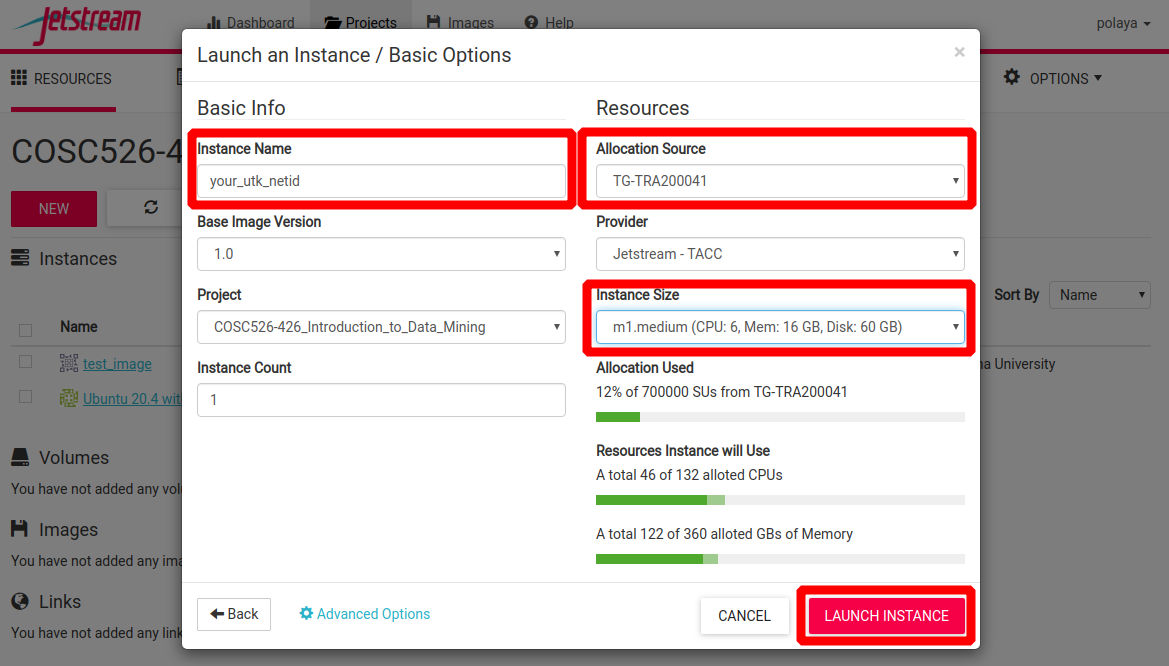 Jetstream
Dashboard
Projects
Images
Help
polaya
RESOURCES
OPTIONS
COSC526-4
NEW
Instances
Sort By
Name
Name
test_image
na University
Ubuntu 20.4 wit
Volumes
You have not added any vol
Images
You have not added any ima
Links
You have not added any link
Launch an Instance / Basic Options
×
Basic Info
Instance Name
your_utk_netid
Base Image Version
1.0
Project
COSC526-426_Introduction_to_Data_Mining
Instance Count
1
Resources
Allocation Source
TG-TRA200041
Provider
Jetstream - TACC
Instance Size
m1.medium (CPU: 6, Mem: 16 GB, Disk: 60 GB)
Allocation Used
12% of 700000 SUs from TG-TRA200041
Resources Instance will Use
A total 46 of 132 alloted CPUs
A total 122 of 360 alloted GBs of Memory
Back
Advanced Options
CANCEL
LAUNCH INSTANCE